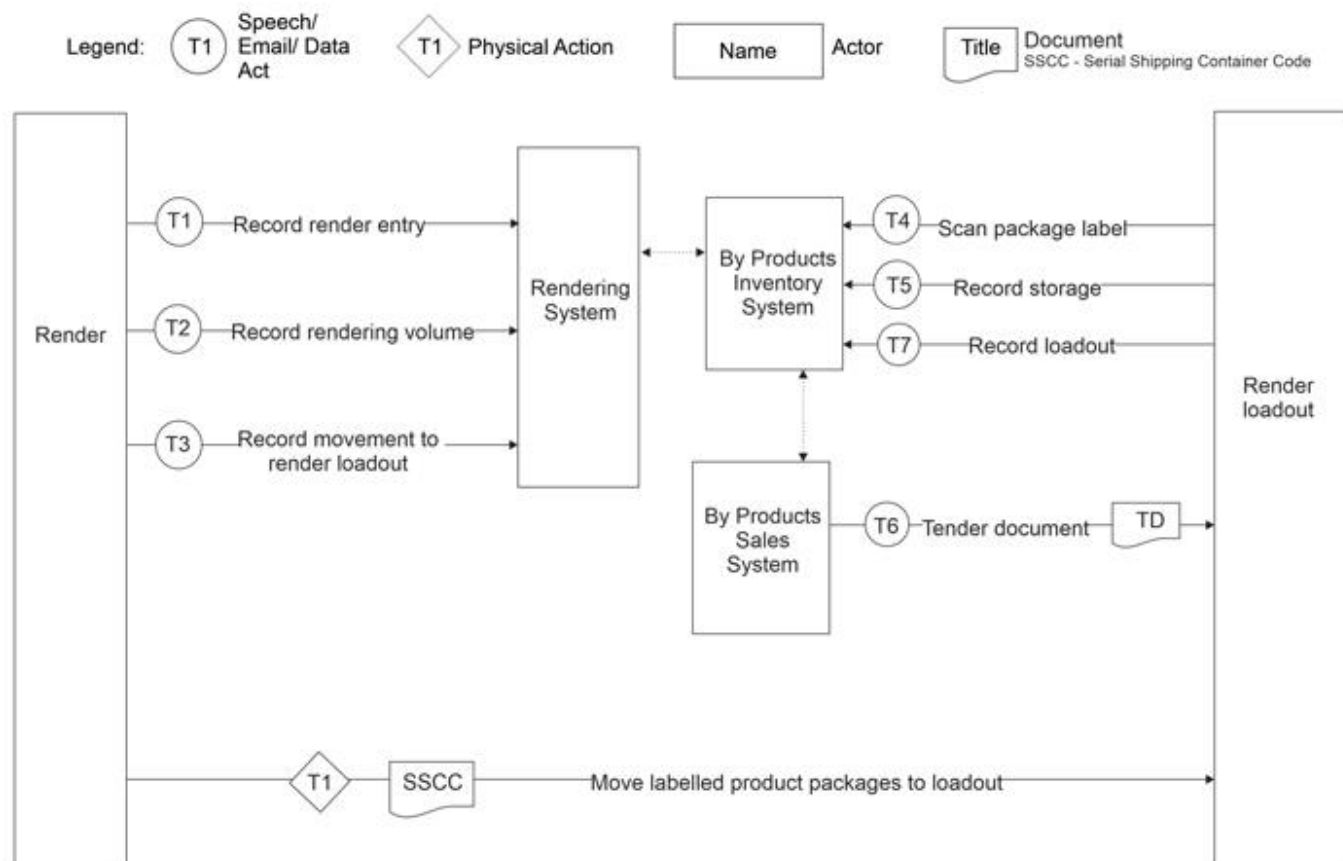 Legend:
T1
Speech/
Email/ Data
Act
T1
Physical Action
Name
Actor
Title
Document
SSCC - Serial Shipping Container Code
Render
T1
Record render entry
T2
Record rendering volume
T3
Record movement to
render loadout
Rendering
System
By Products
Inventory
System
T4
Scan package label
T5
Record storage
T7
Record loadout
Render
loadout
By Products
Sales
System
T6
Tender document
TD
T1
SSCC
Move labelled product packages to loadout